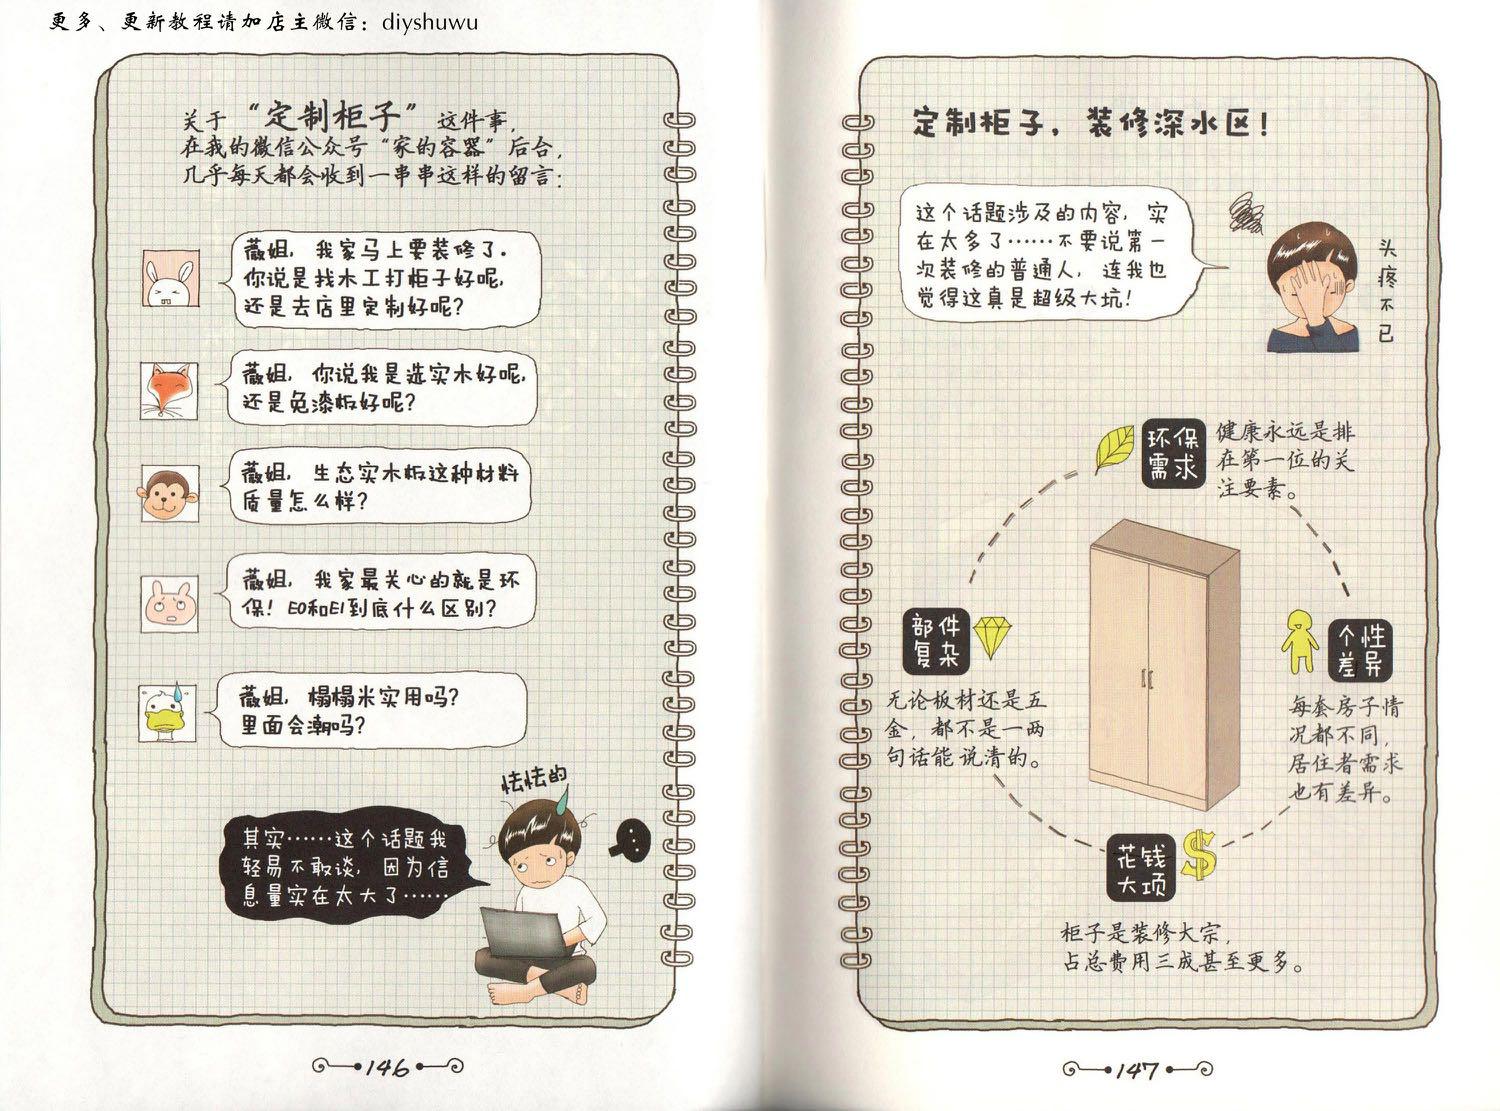 更多、更新教程请加店主微信：diyshuwu
关于“定制柜子”这件事，
在我的微信公众号“家的容器”后台，
几乎每天都会收到一串串这样的留言：
薇姐，我家马上要装修了．
你说是找木工打柜子好呢，
还是去店里定制好呢？
薇姐，你说我是选实木好呢，
还是免漆板好呢？
薇姐，生态实木板这种材料
质量怎么样？
薇姐，我家最关心的就是环
保！E0和E1到底什么区别？
薇姐，榻榻米实用吗？
里面会潮吗？
怯怯的
其实……这个话题我
轻易不敢谈，因为信
息量实在太大了……
146
定制柜子，装修深水区！
这个话题涉及的内容，实
在太多了……不要说第一
次装修的普通人，连我也
觉得这真是超级大坑！
头疼不已
环保
需求
健康永远是排
在第一位的关
注要素。
部件
复杂
无论板材还是五
金，都不是一两
句话能说清的。
个性
差异
每套房子情
况都不同，
居住者需求
也有差异。
花钱
大项
柜子是装修大宗，
占总费用三成甚至更多。
147